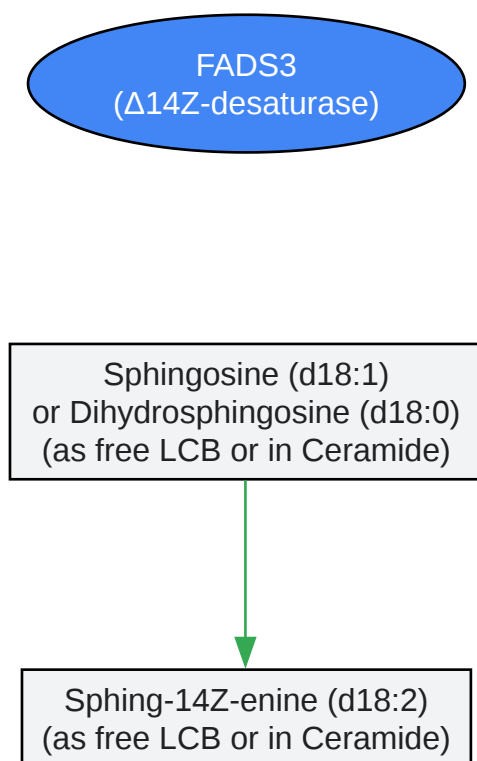 FADS3
(Δ14Z-desaturase)
Sphingosine (d18:1)
or Dihydrosphingosine (d18:0)
(as free LCB or in Ceramide)
Sphing-14Z-enine (d18:2)
(as free LCB or in Ceramide)